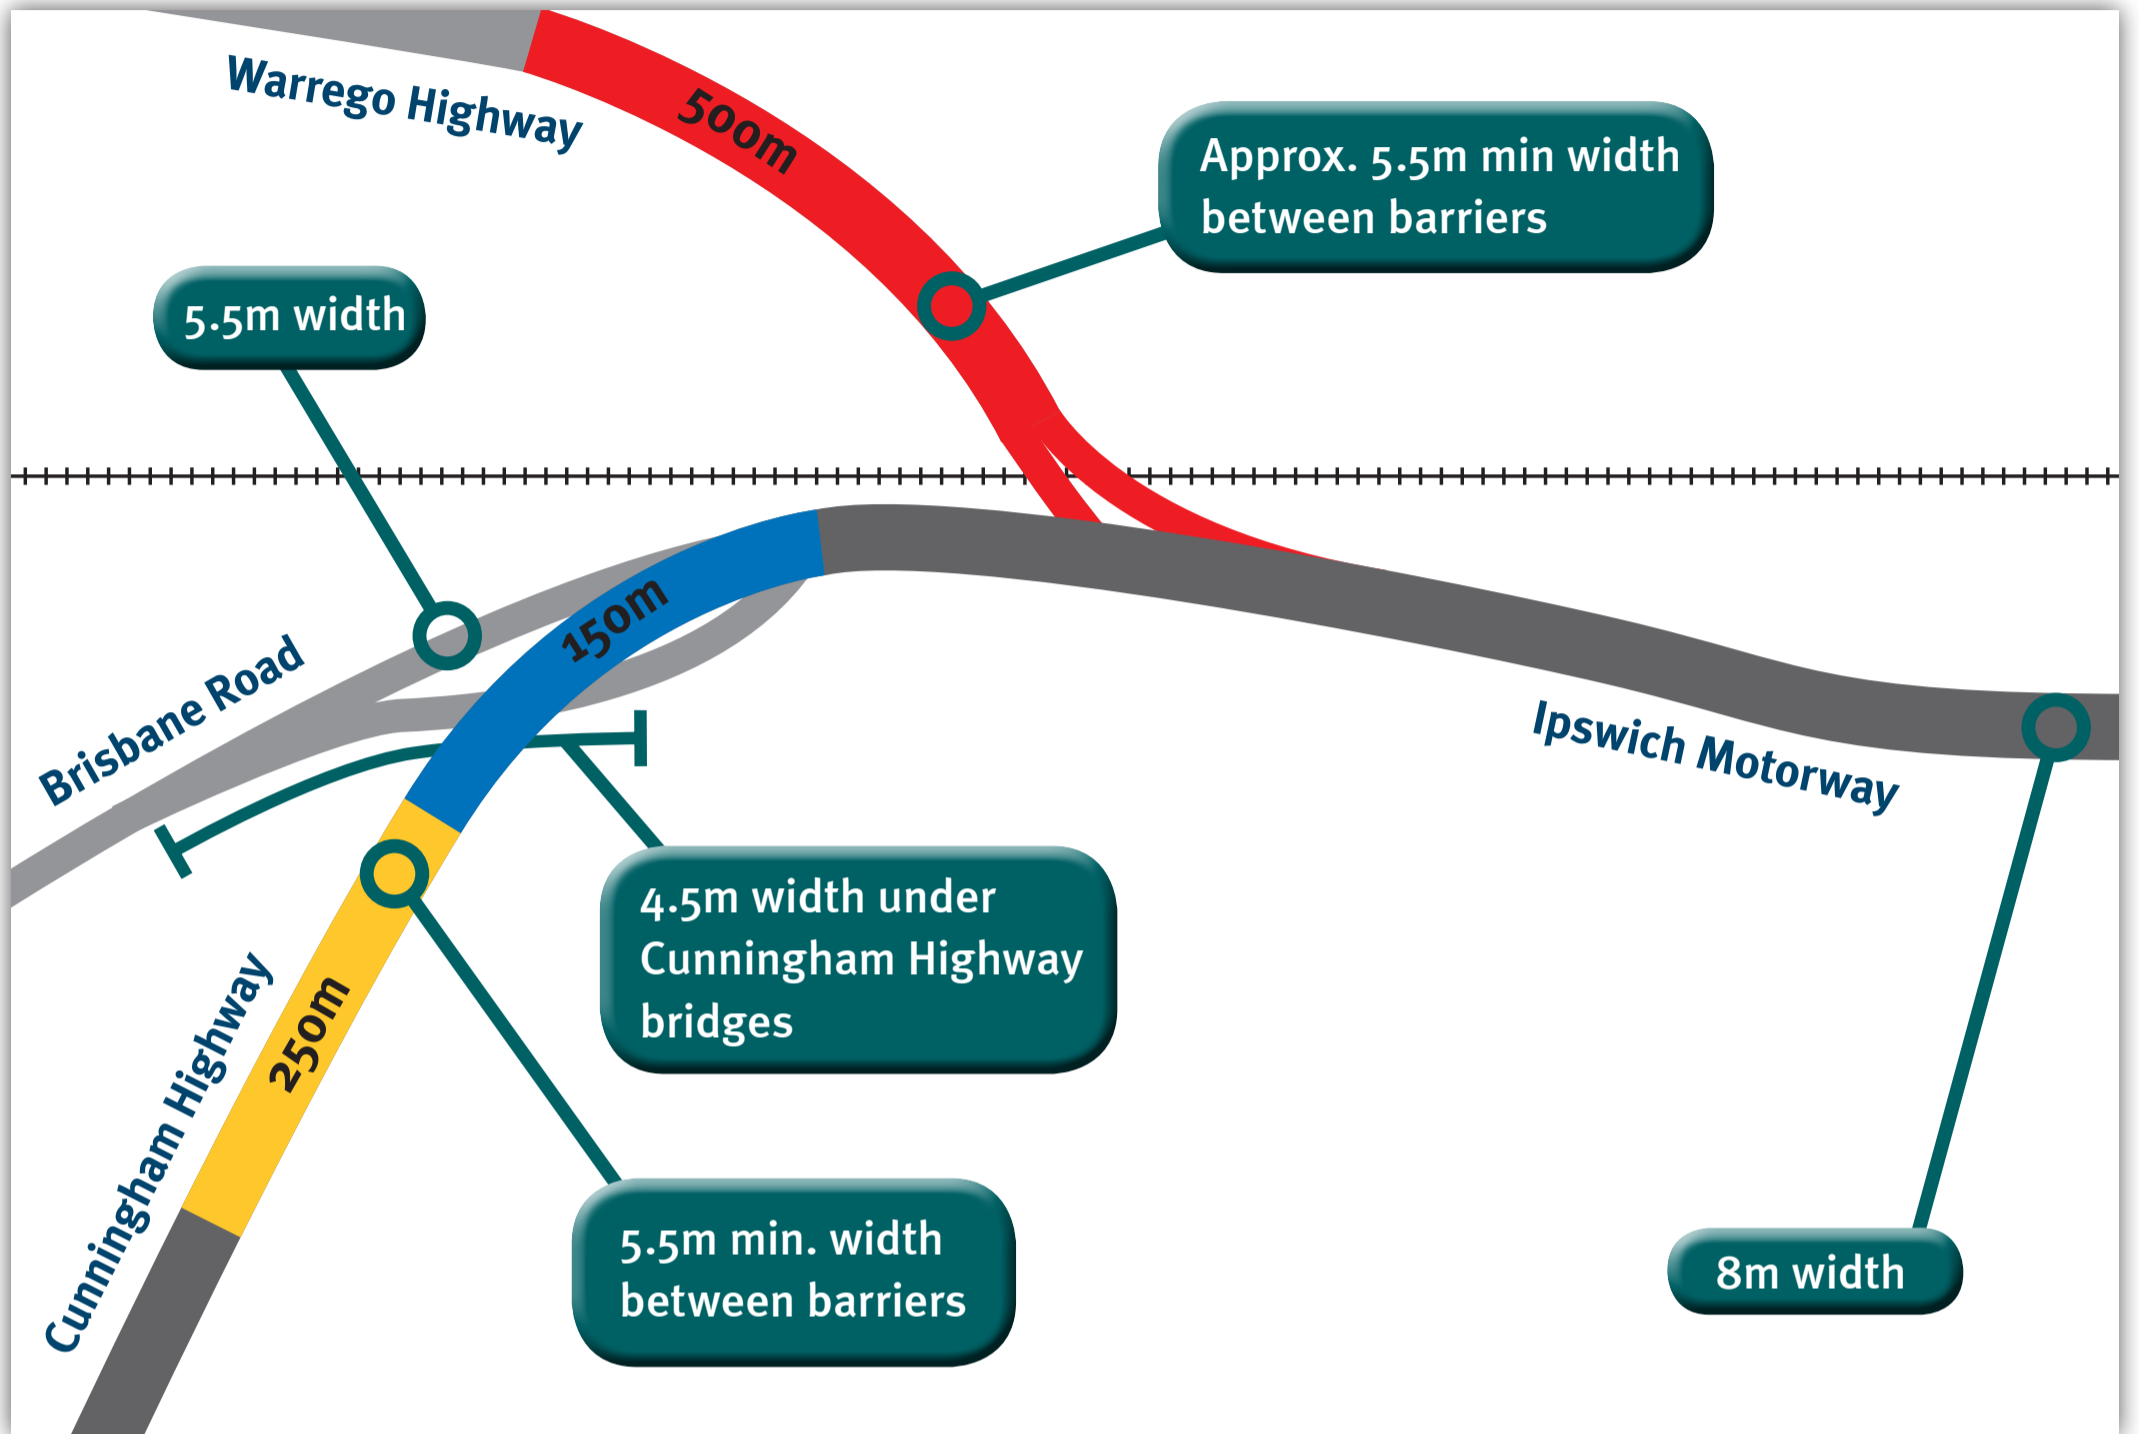 Warrego Highway
500m
Approx. 5.5m min width
between barriers
5.5m width
150m
Brisbane Road
Ipswich Motorway
4.5m width under
Cunningham Highway
bridges
250m
Cunningham Highway
5.5m min. width
between barriers
8m width